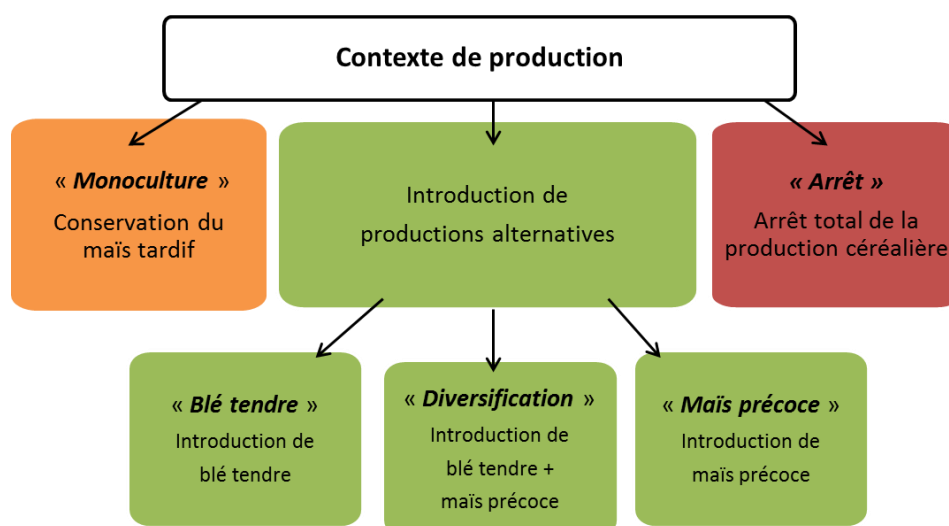 Contexte de production
« Monoculture »
Conservation du
maïs tardif
Introduction de
productions alternatives
« Arrêt »
Arrêt total de la
production céréalière
« Blé tendre »
Introduction de
blé tendre
« Diversification »
Introduction de
blé tendre +
maïs précoce
« Maïs précoce »
Introduction de
maïs précoce